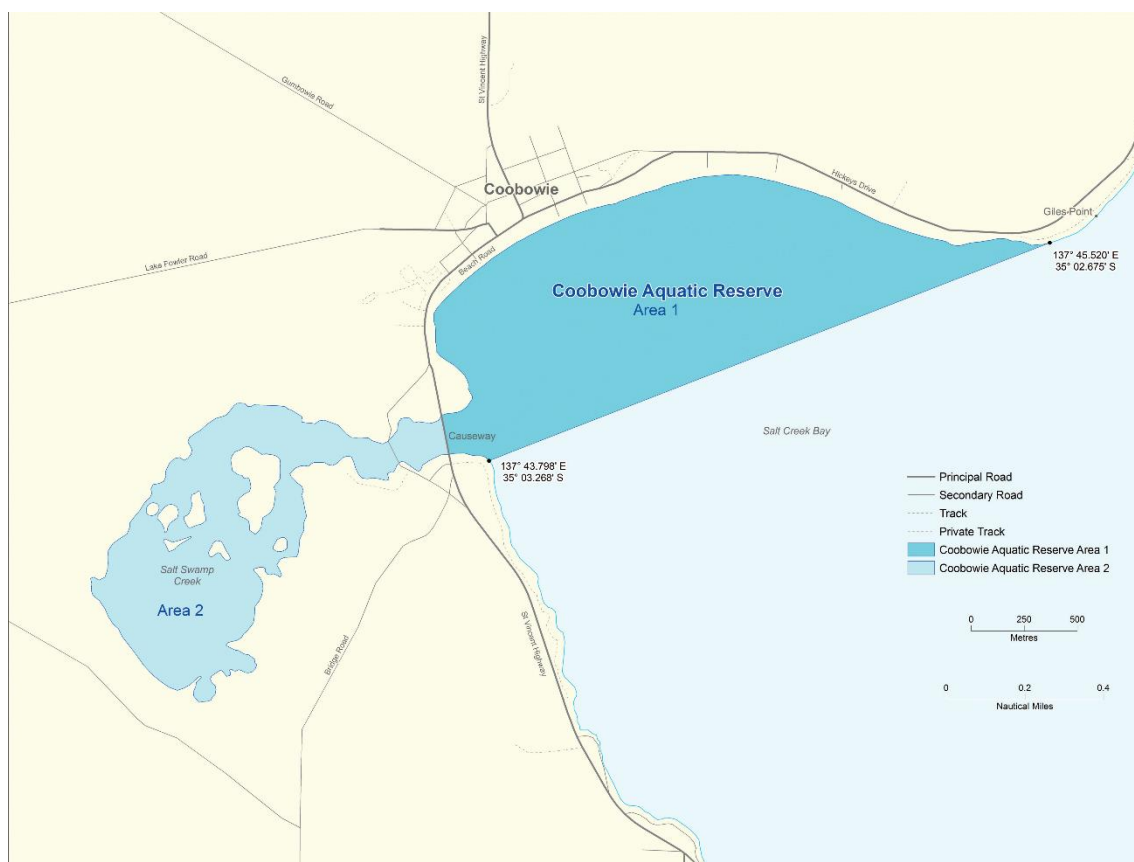 Gumbowie Road
St Vincent Highway
Coobowie
Hickeys Drive
Giles Point
137° 45.520' E
35° 02.675' S
Lake Fowler Road
Beach Road
Coobowie Aquatic Reserve
Area 1
Causeway
Salt Creek Bay
137° 43.798' E
35° 03.268' S
Principal Road
Secondary Road
Track
Private Track
Coobowie Aquatic Reserve Area 1
Coobowie Aquatic Reserve Area 2
Salt Swamp
Creek
Area 2
Bridge Road
St Vincent Highway
0 250 500
Metres
0 0.2 0.4
Nautical Miles